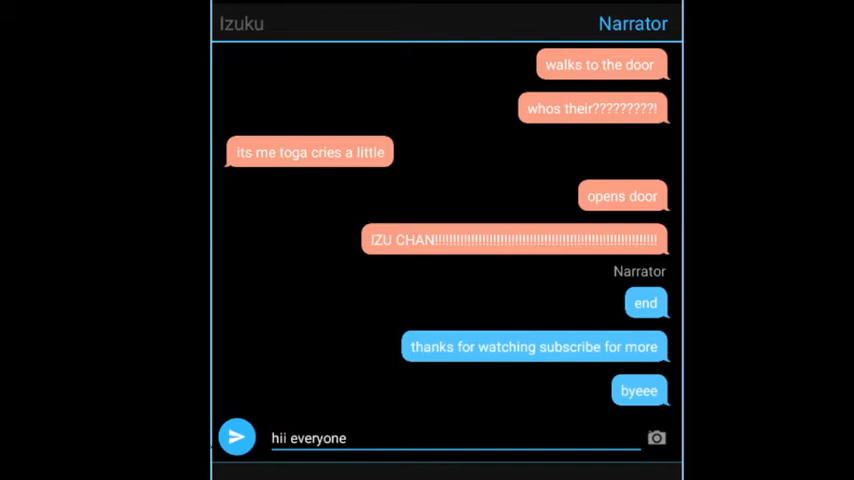 Izuku Narrator
walks to the door
whos their?????????!
its me toga cries a little
opens door
IZU CHAN!!!!!!!!!!!!!!!!!!!!!!!!!!!!!!!!!!!!!!!!!!!!!!!!!!!!!!!!!!!!!
Narrator
end
thanks for watching subscribe for more
byeee
hii everyone